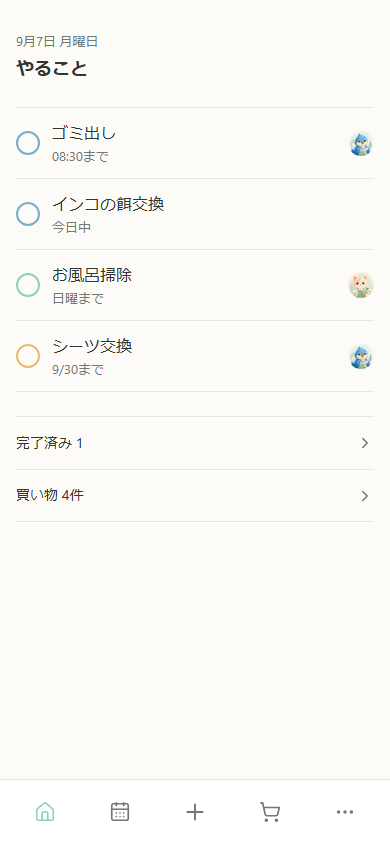 9月7日 月曜日
やること
ゴミ出し
08:30まで
インコの餌交換
今日中
お風呂掃除
日曜まで
シーツ交換
9/30まで
完了済み 1
買い物 4件